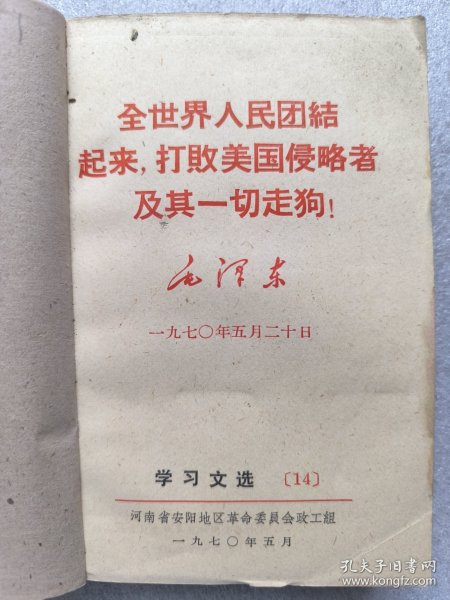 全世界人民团結
起来，打敗美国侵略者
及其一切走狗！
毛泽东
一九七〇年五月二十日
学习文选 〔14〕
河南省安阳地区革命委員会政工組
一九七〇年五月
孔夫子旧书网
www.kongfz.com